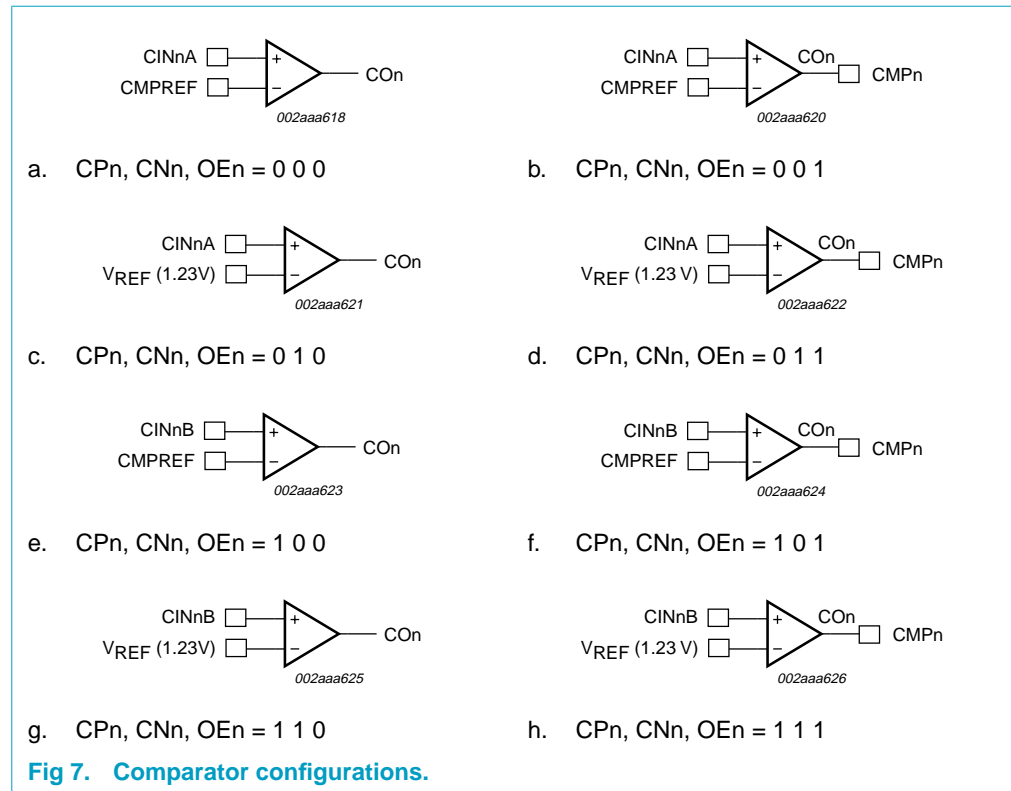 CINnA
+
CMPREF
−
COn
002aaa618
a. CPn, CNn, OEn = 0 0 0
CINnA
+
CMPREF
−
COn
CMPn
002aaa620
b. CPn, CNn, OEn = 0 0 1
CINnA
+
VREF (1.23V)
−
COn
002aaa621
c. CPn, CNn, OEn = 0 1 0
CINnA
+
VREF (1.23 V)
−
COn
CMPn
002aaa622
d. CPn, CNn, OEn = 0 1 1
CINnB
+
CMPREF
−
COn
002aaa623
e. CPn, CNn, OEn = 1 0 0
CINnB
+
CMPREF
−
COn
CMPn
002aaa624
f. CPn, CNn, OEn = 1 0 1
CINnB
+
VREF (1.23V)
−
COn
002aaa625
g. CPn, CNn, OEn = 1 1 0
CINnB
+
VREF (1.23 V)
−
COn
CMPn
002aaa626
h. CPn, CNn, OEn = 1 1 1
Fig 7. Comparator configurations.